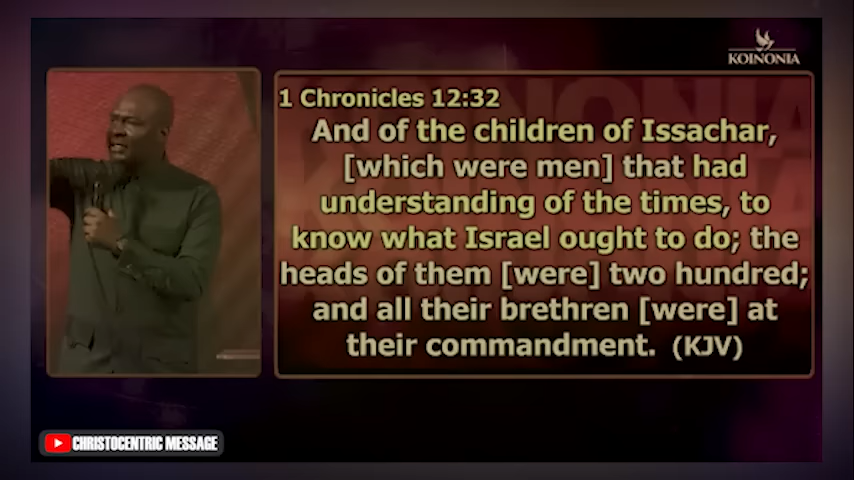 KOINONIA
1 Chronicles 12:32
And of the children of Issachar,
[which were men] that had
understanding of the times, to
know what Israel ought to do; the
heads of them [were] two hundred;
and all their brethren [were] at
their commandment. (KJV)
CHRISTOCENTRIC MESSAGE